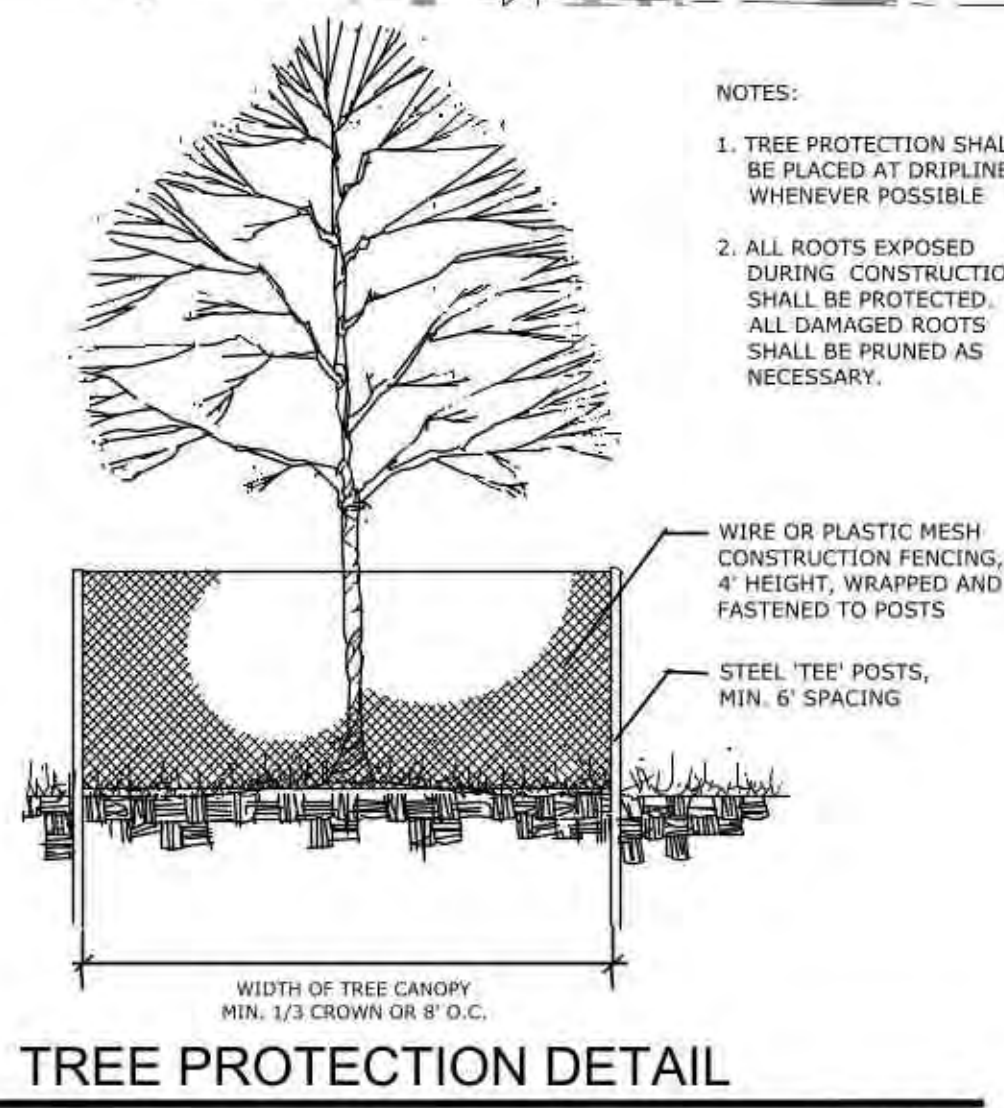 NOTES:
1. TREE PROTECTION SHAL
BE PLACED AT DRIPLINE
WHENEVER POSSIBLE
2. ALL ROOTS EXPOSED
DURING CONSTRUCTIO
SHALL BE PROTECTED.
ALL DAMAGED ROOTS
SHALL BE PRUNED AS
NECESSARY.
WIRE OR PLASTIC MESH
CONSTRUCTION FENCING,
4' HEIGHT, WRAPPED AND
FASTENED TO POSTS
STEEL 'TEE' POSTS,
MIN. 6' SPACING
WIDTH OF TREE CANOPY
MIN. 1/3 CROWN OR 8' O.C.
TREE PROTECTION DETAIL